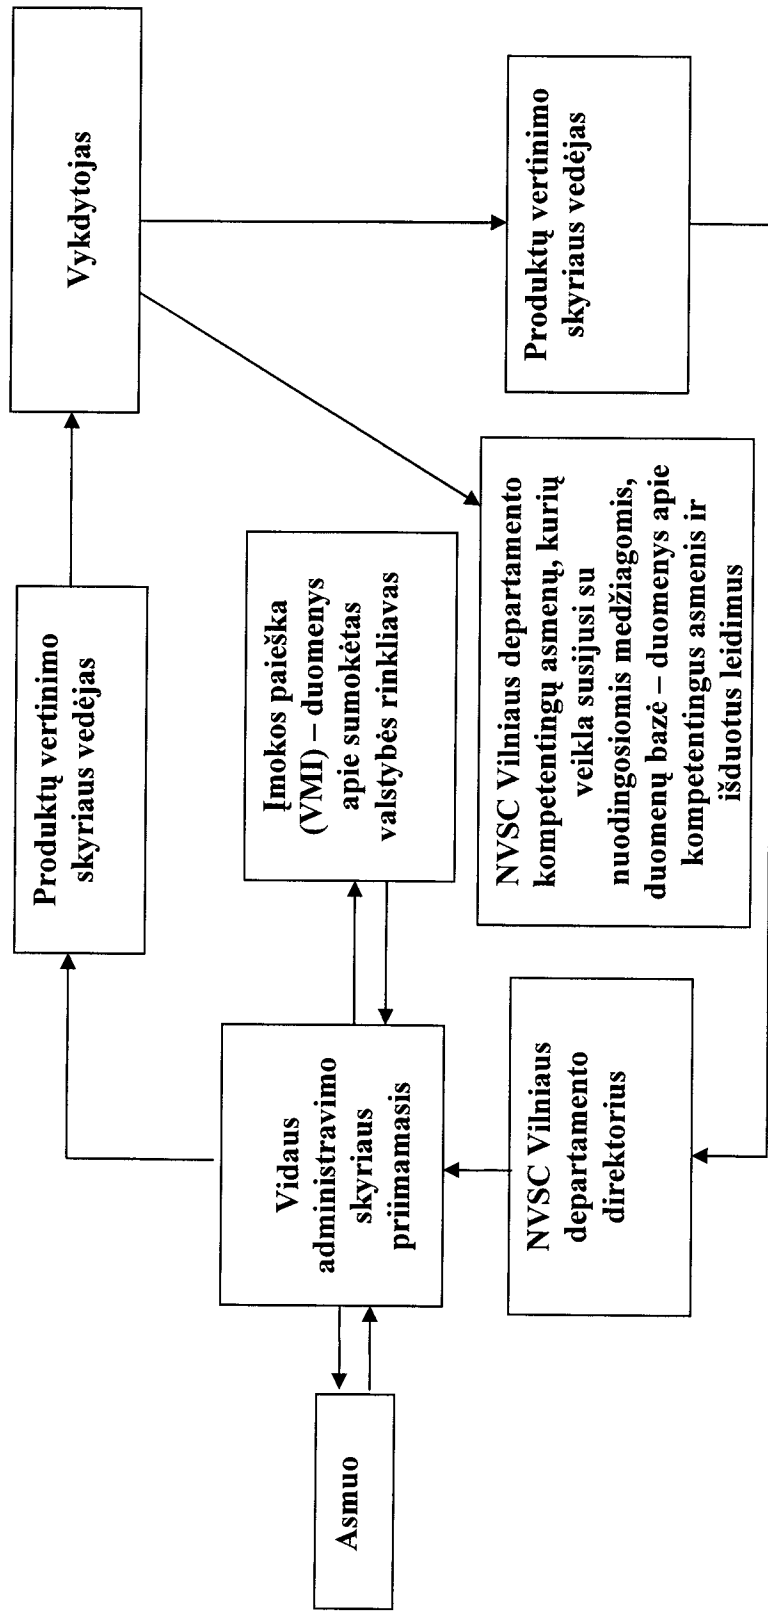 Asmuo
Vidaus
administravimo
skyriaus
priimamasis
Produktų vertinimo
skyriaus vedėjas
Vykdytojas
Įmokos paieška
(VMI) – duomenys
apie sumokėtas
valstybės rinkliavas
NVSC Vilniaus departamento
kompetentingų asmenų, kurių
veikla susijusi su
nuodingosiomis medžiagomis,
duomenų bazė – duomenys apie
kompetentingus asmenis ir
išduotus leidimus
Produktų vertinimo
skyriaus vedėjas
NVSC Vilniaus
departamento
direktorius